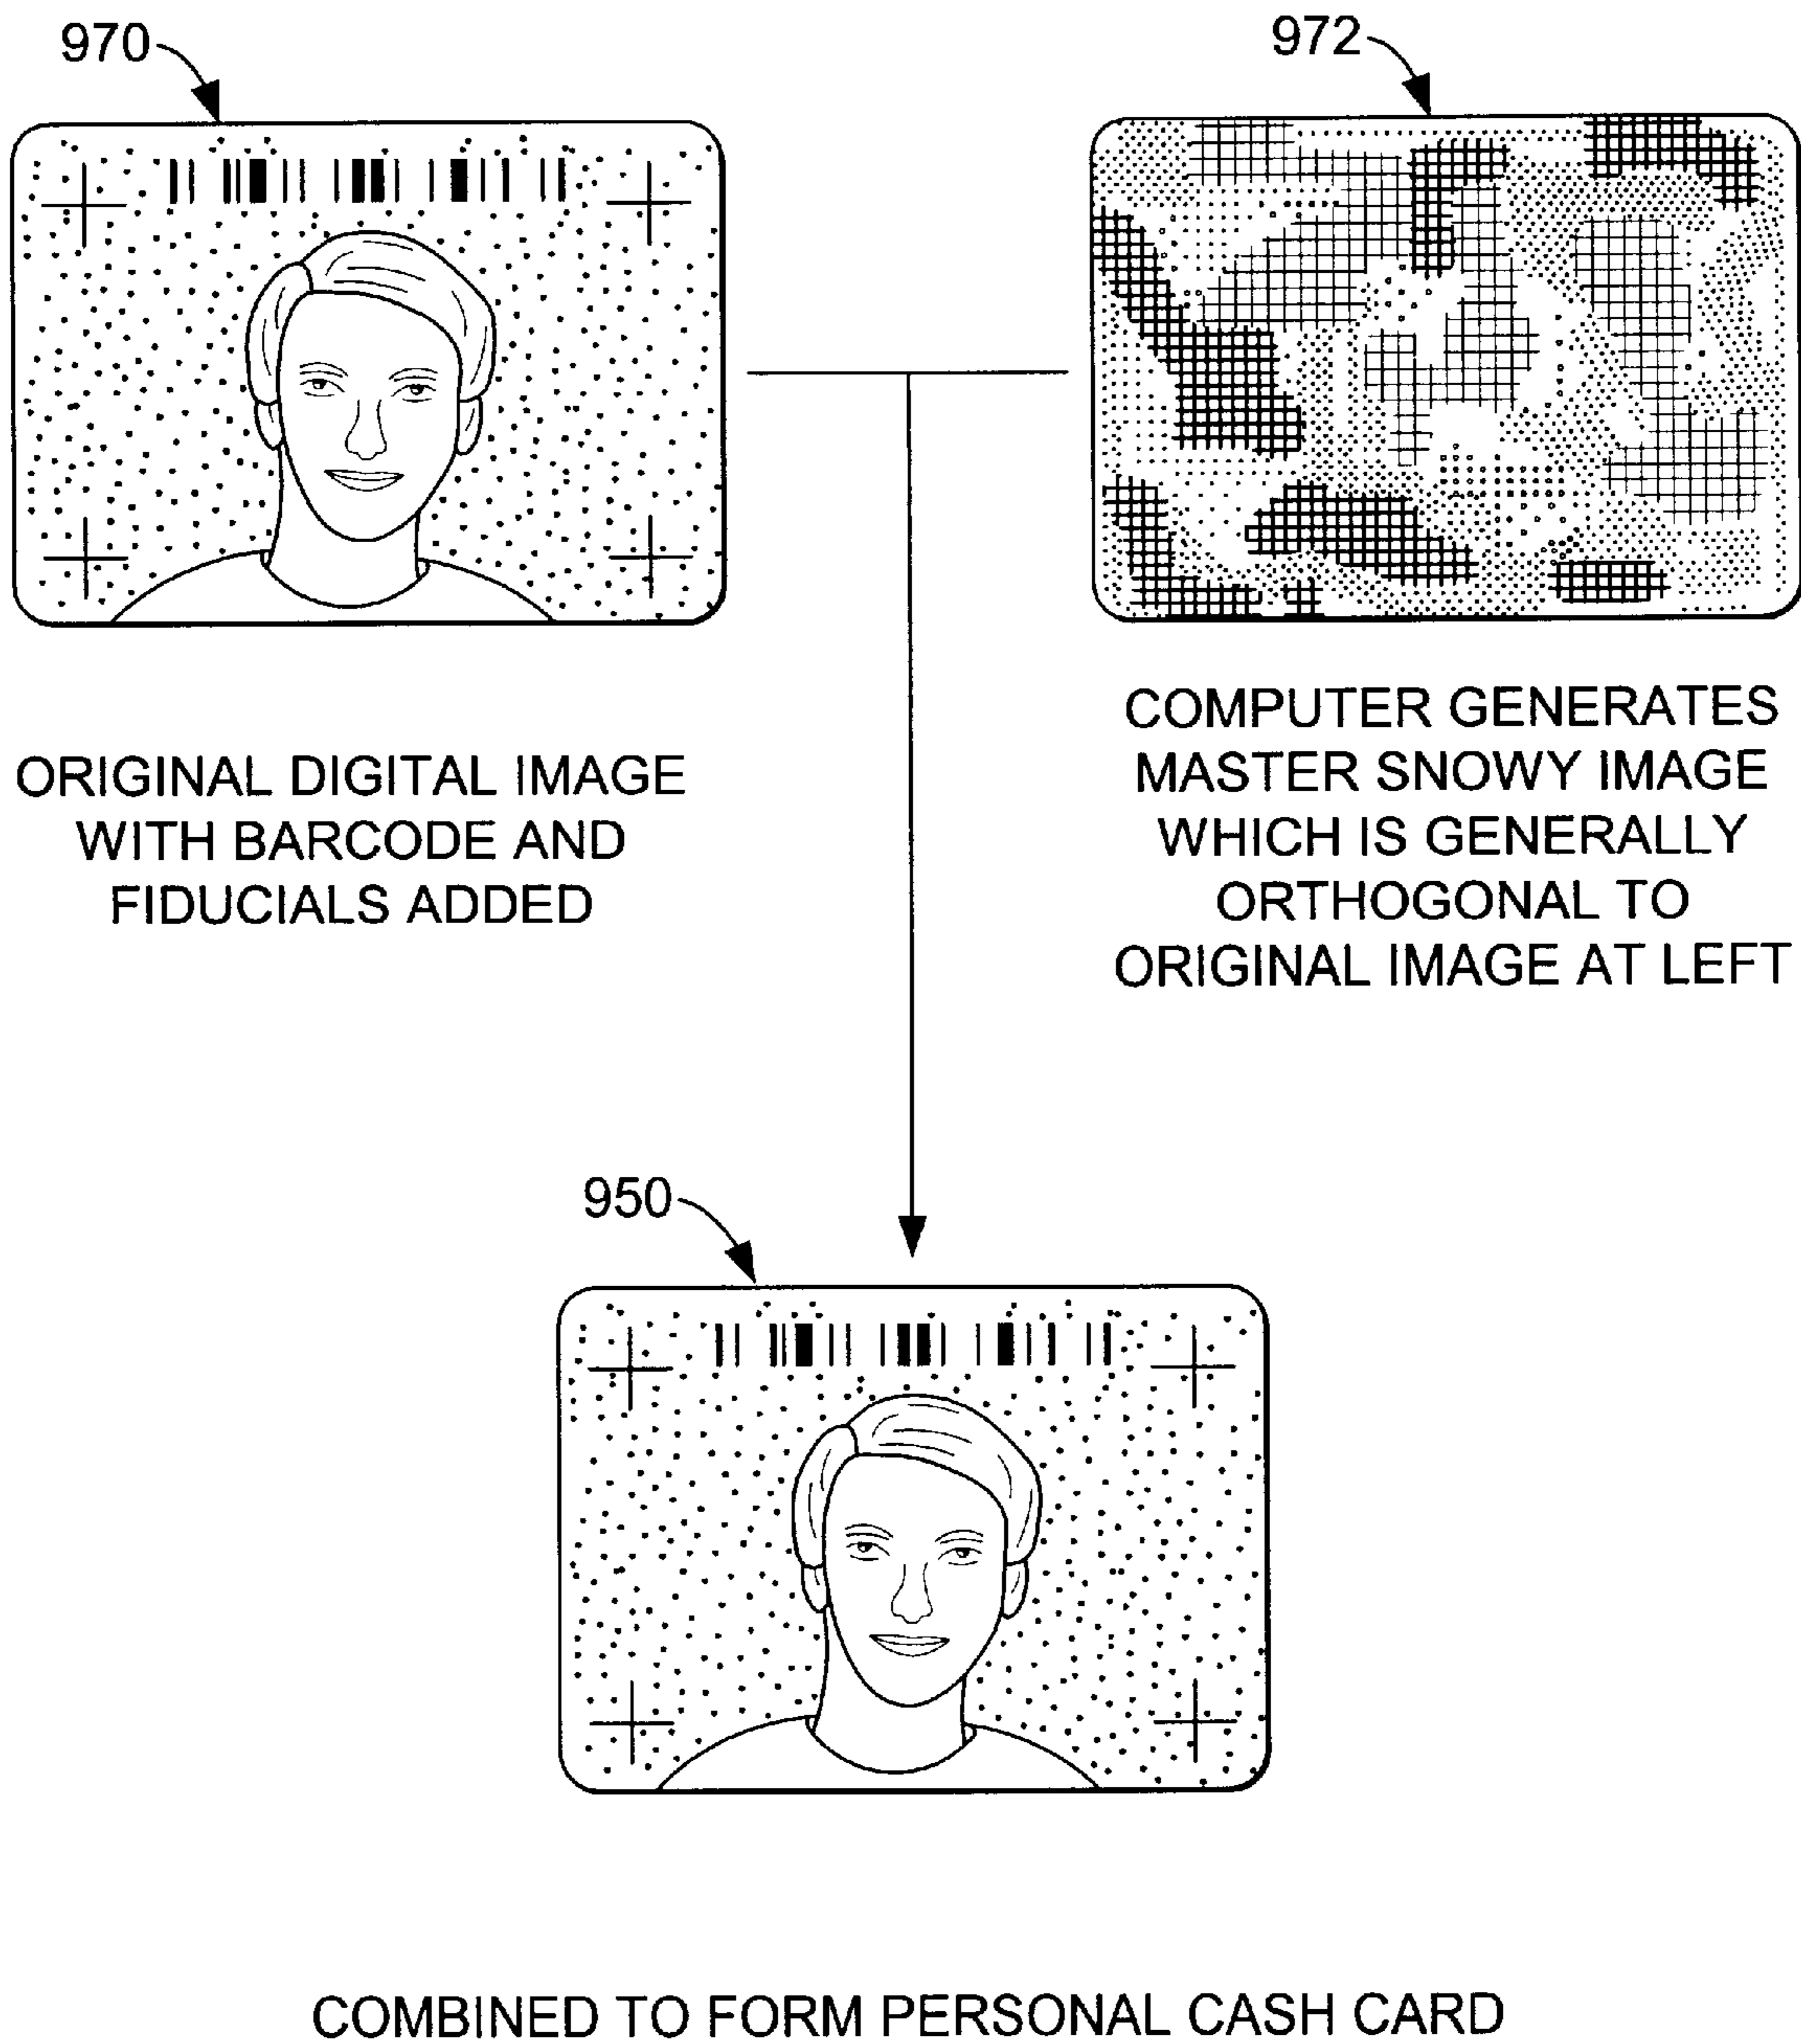 970
972
ORIGINAL DIGITAL IMAGE
WITH BARCODE AND
FIDUCIALS ADDED
COMPUTER GENERATES
MASTER SNOWY IMAGE
WHICH IS GENERALLY
ORTHOGONAL TO
ORIGINAL IMAGE AT LEFT
950
COMBINED TO FORM PERSONAL CASH CARD